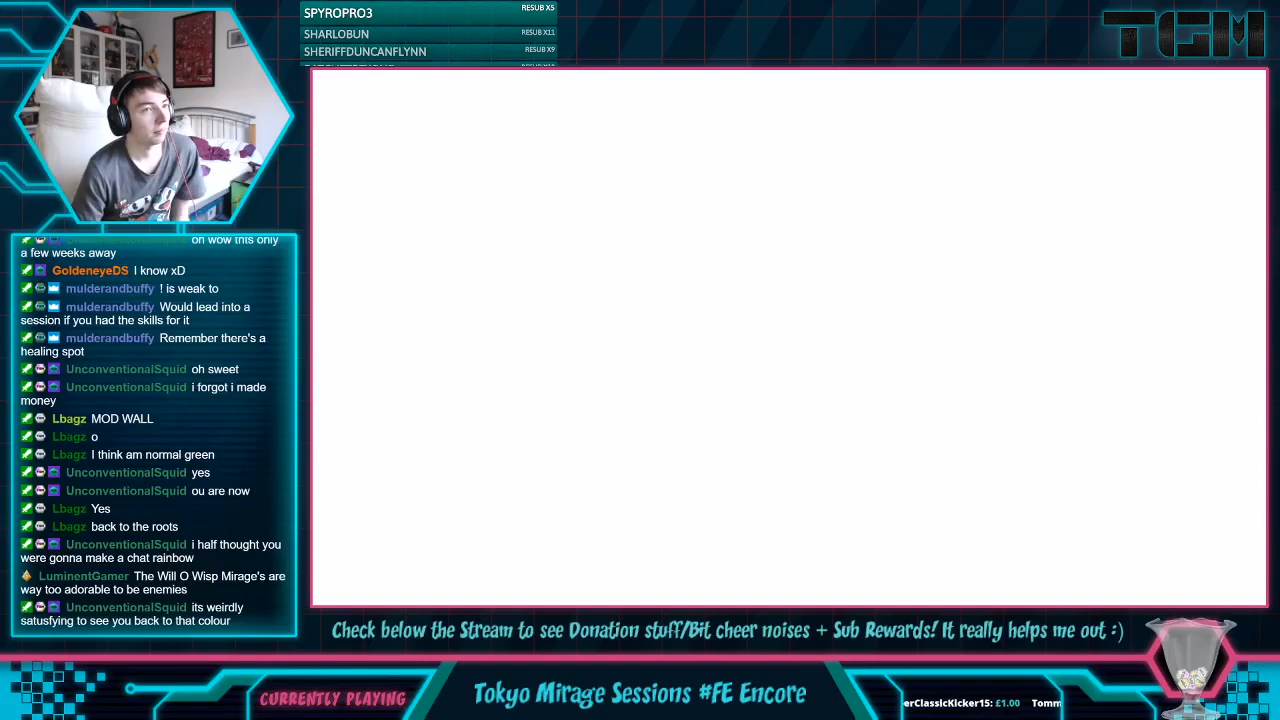 SPYROPRO3 RESUB X5
SHARLOBUN RESUB X11
SHERIFFDUNCANFLYNN RESUB X9
TGM
oh wow thts only
a few weeks away
GoldeneyeDS I know xD
mulderandbuffy ! is weak to
mulderandbuffy Would lead into a
session if you had the skills for it
mulderandbuffy Remember there's a
healing spot
UnconventionalSquid oh sweet
UnconventionalSquid i forgot i made
money
Lbagz MOD WALL
Lbagz o
Lbagz I think am normal green
UnconventionalSquid yes
UnconventionalSquid ou are now
Lbagz Yes
Lbagz back to the roots
UnconventionalSquid i half thought you
were gonna make a chat rainbow
LuminentGamer The Will O Wisp Mirage's are
way too adorable to be enemies
UnconventionalSquid its weirdly
satusfying to see you back to that colour
Check below the Stream to see Donation stuff/Bit cheer noises + Sub Rewards! It really helps me out :)
CURRENTLY PLAYING
Tokyo Mirage Sessions #FE Encore
erClassicKicker15: £1.00 Tomm